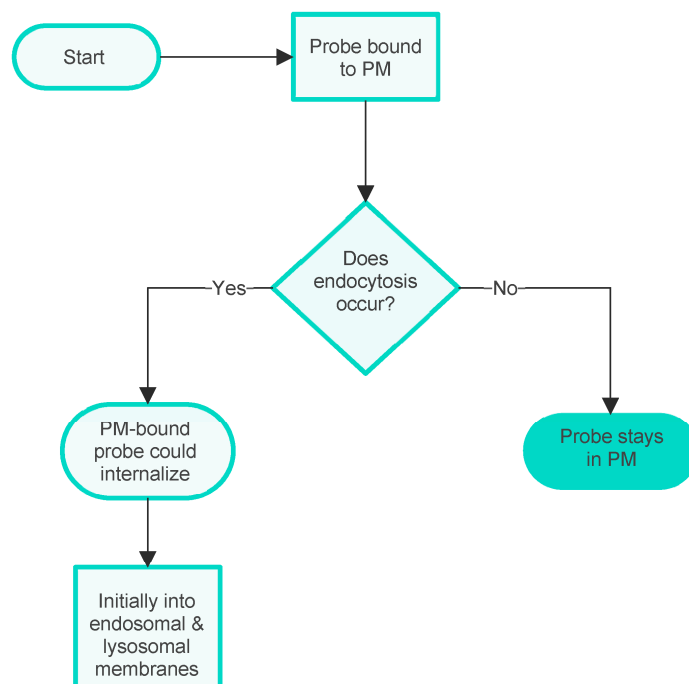 Start
Probe bound
to PM
Does
endocytosis
occur?
Yes
No
PM-bound
probe could
internalize
Probe stays
in PM
Initially into
endosomal &
lysosomal
membranes